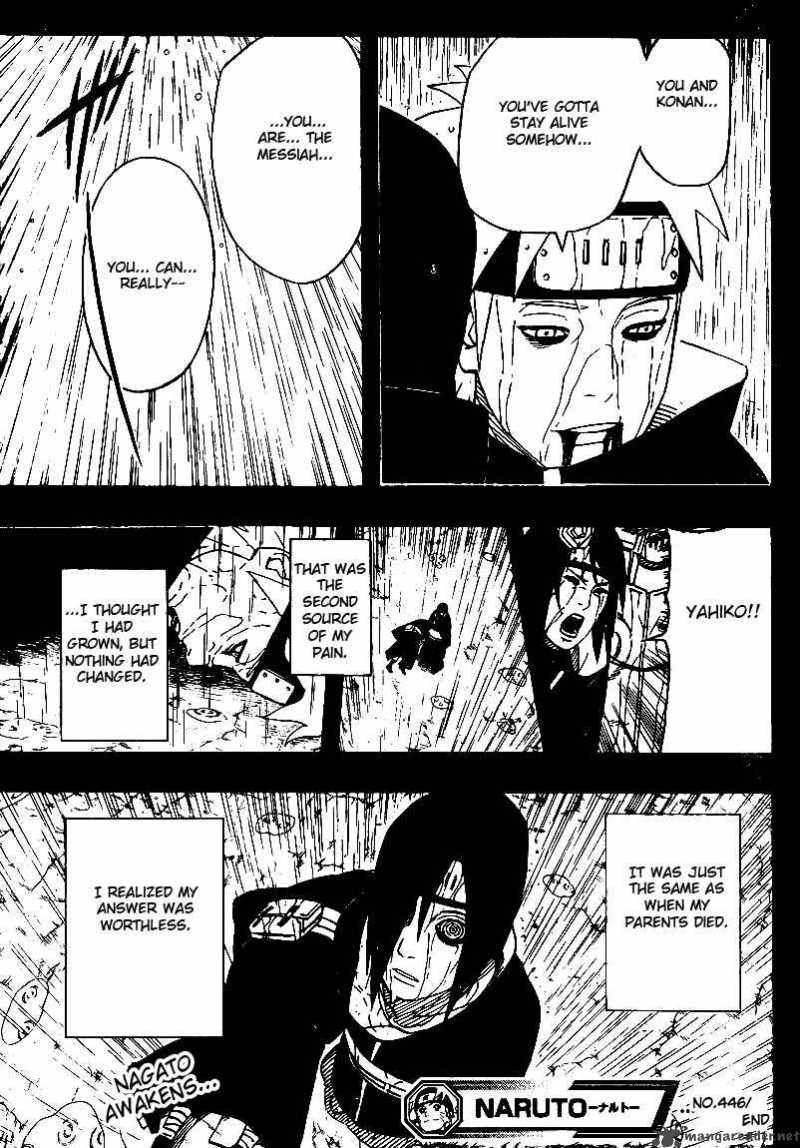 YOU AND
KONAN...
YOU'VE GOTTA
STAY ALIVE
SOMEHOW...
...YOU...
ARE... THE
MESSIAH...
YOU... CAN...
REALLY--
YAHIKO!!
THAT WAS
THE
SECOND
SOURCE
OF MY
PAIN.
...I THOUGHT
I HAD
GROWN, BUT
NOTHING HAD
CHANGED.
IT WAS JUST
THE SAME AS
WHEN MY
PARENTS DIED.
I REALIZED MY
ANSWER WAS
WORTHLESS.
NAGATO
AWAKENS...
NARUTO—ナルト—
...NO.446/
END
mangareader.net